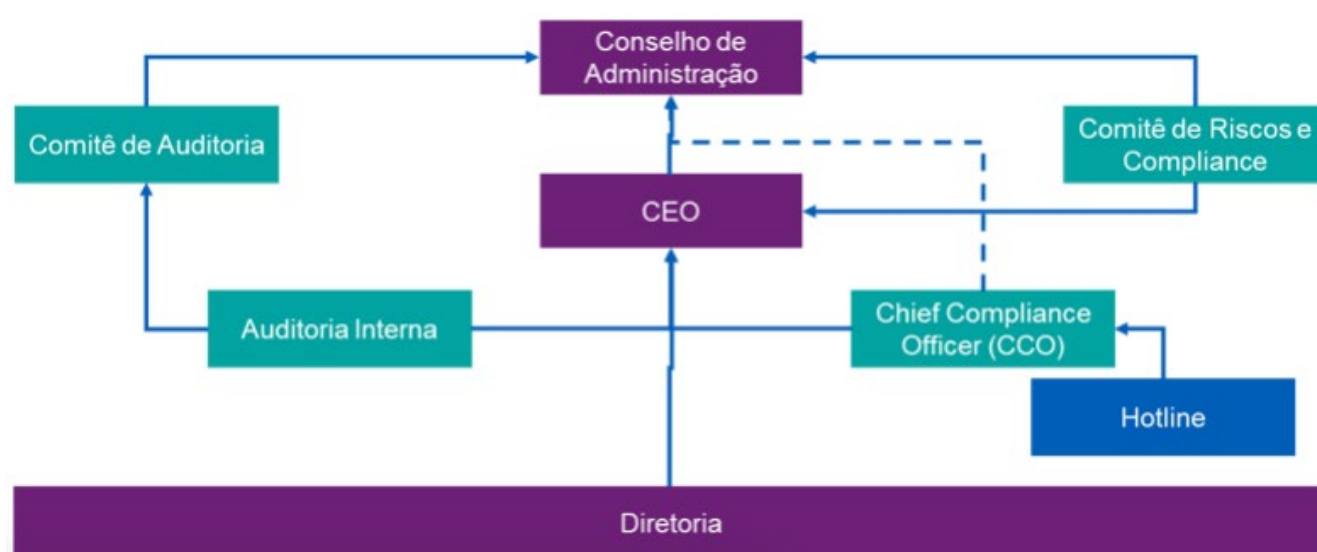 Conselho de
Administração
Comitê de Auditoria
Comitê de Riscos e
Compliance
CEO
Auditoria Interna
Chief Compliance
Officer (CCO)
Hotline
Diretoria